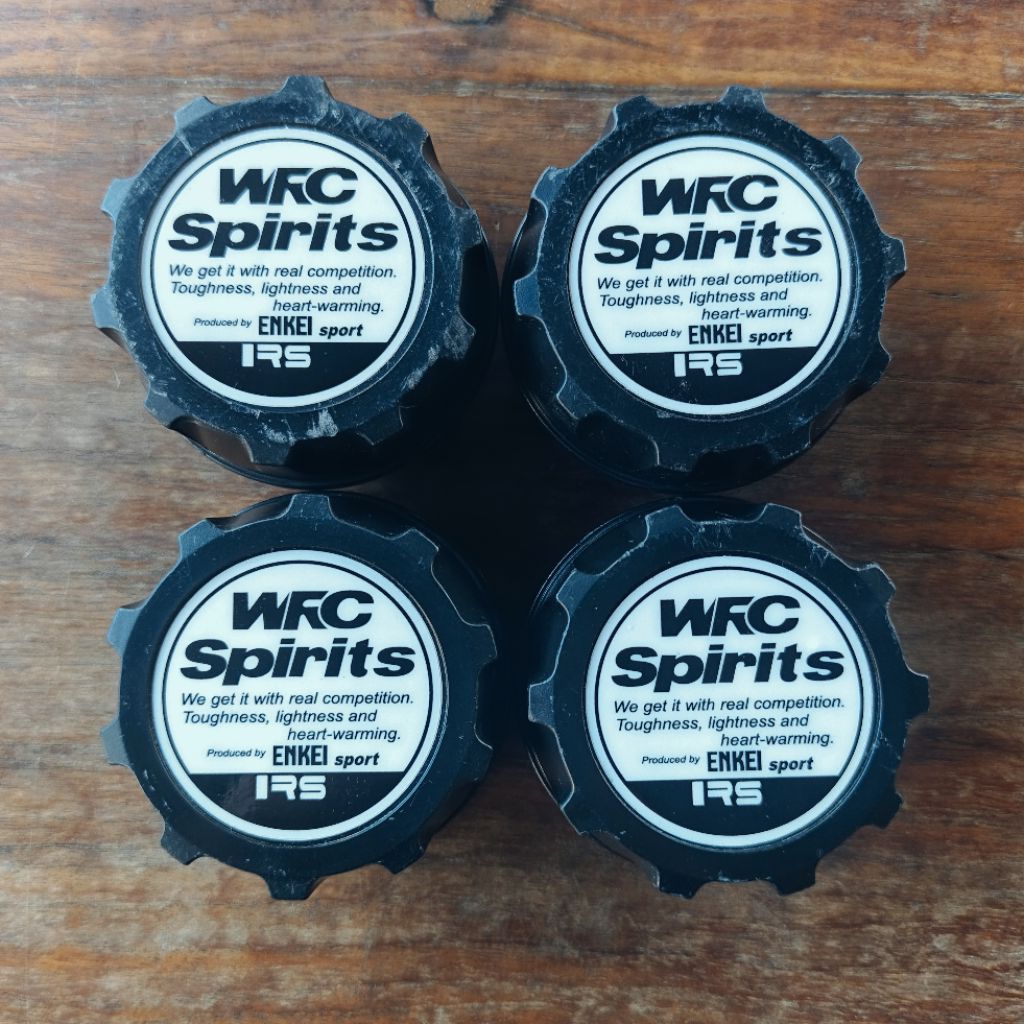 WRC
Spirits
We get it with real competition.
Toughness, lightness and
heart-warming.
Produced by ENKEI sport
IRS
WRC
Spirits
We get it with real competition.
Toughness, lightness and
heart-warming.
Produced by ENKEI sport
IRS
WRC
Spirits
We get it with real competition.
Toughness, lightness and
heart-warming.
Produced by ENKEI sport
IRS
WRC
Spirits
We get it with real competition.
Toughness, lightness and
heart-warming.
Produced by ENKEI sport
IRS